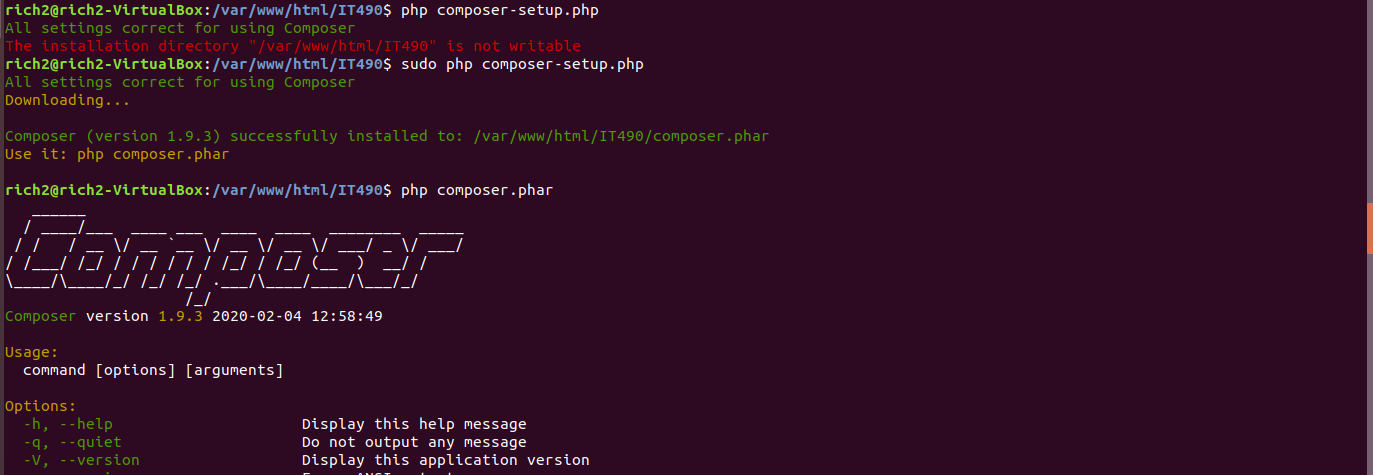 rich2@rich2-VirtualBox:/var/www/html/IT490$ php composer-setup.php
All settings correct for using Composer
The installation directory "/var/www/html/IT490" is not writable
rich2@rich2-VirtualBox:/var/www/html/IT490$ sudo php composer-setup.php
All settings correct for using Composer
Downloading...
Composer (version 1.9.3) successfully installed to: /var/www/html/IT490/composer.phar
Use it: php composer.phar
rich2@rich2-VirtualBox:/var/www/html/IT490$ php composer.phar
Composer
Composer version 1.9.3 2020-02-04 12:58:49
Usage:
command [options] [arguments]
Options:
-h, --help Display this help message
-q, --quiet Do not output any message
-V, --version Display this application version